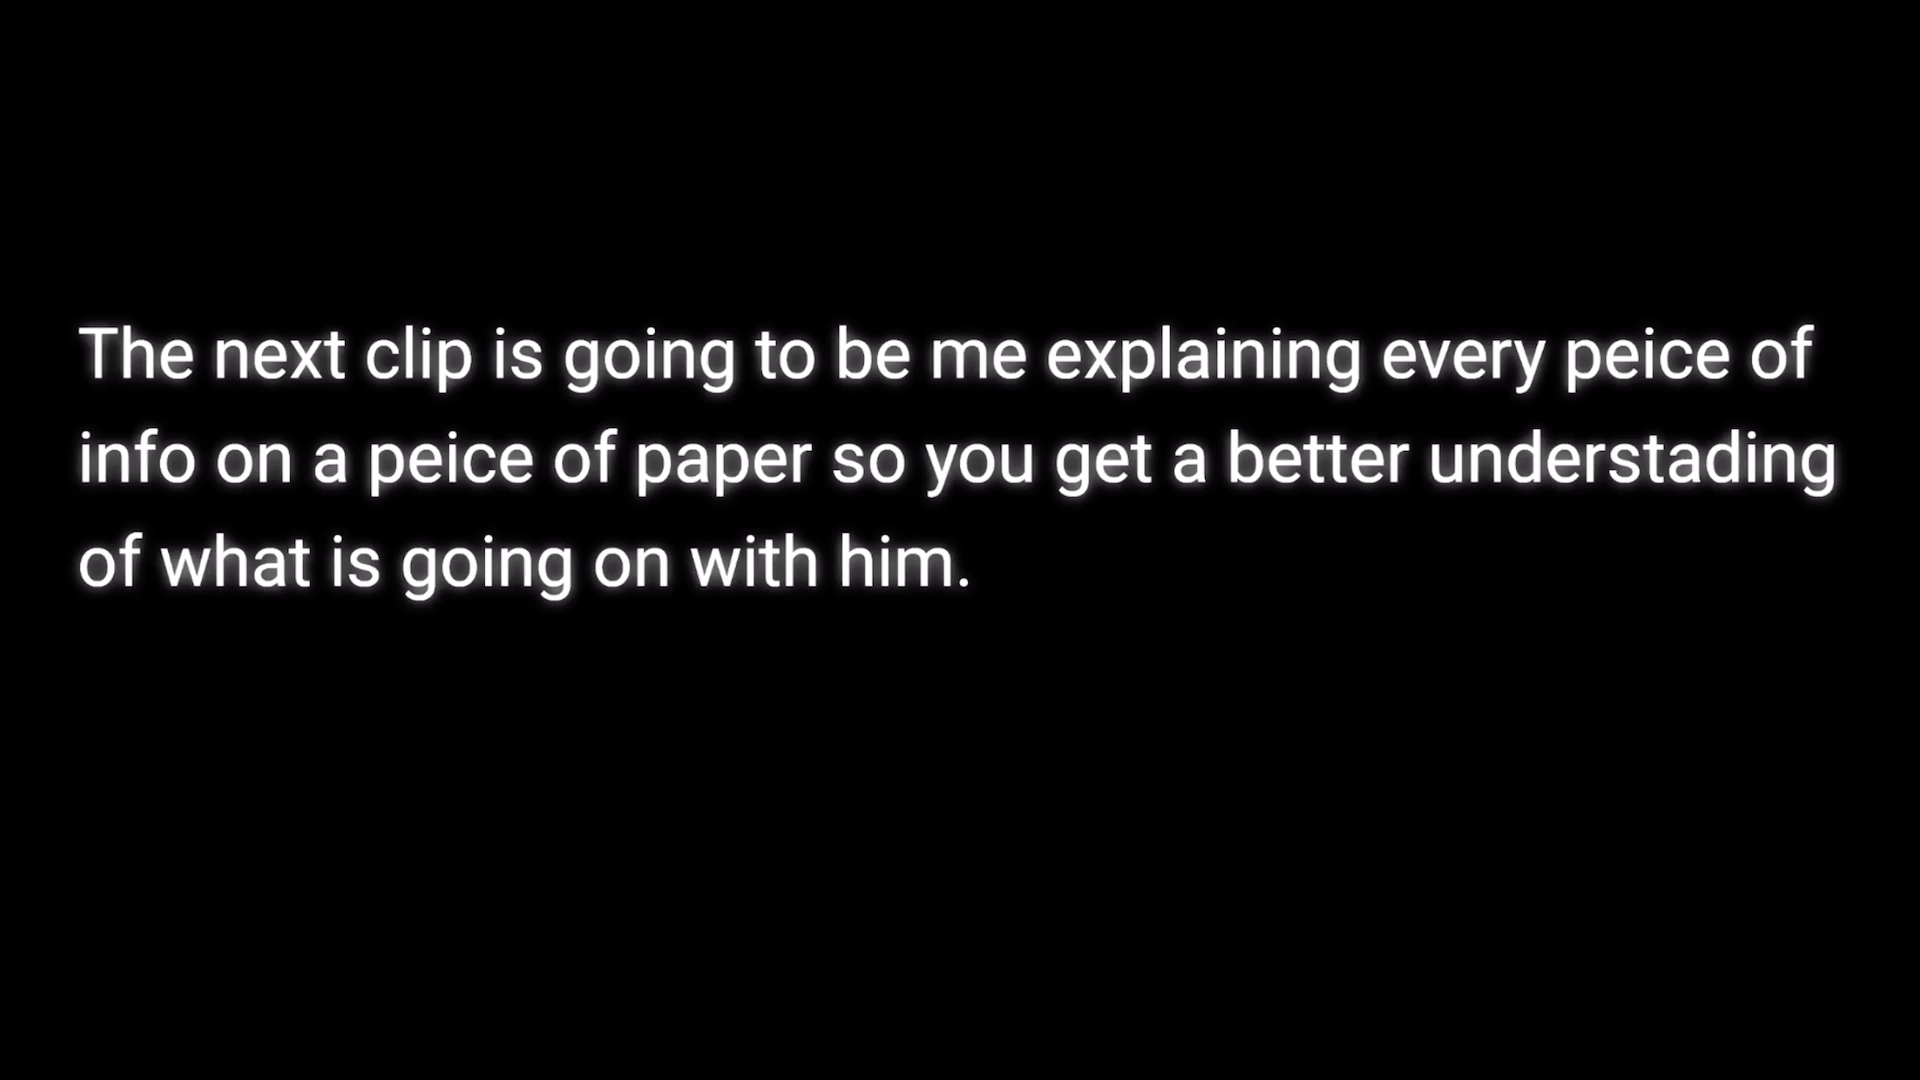 The next clip is going to be me explaining every peice of
info on a peice of paper so you get a better understading
of what is going on with him.